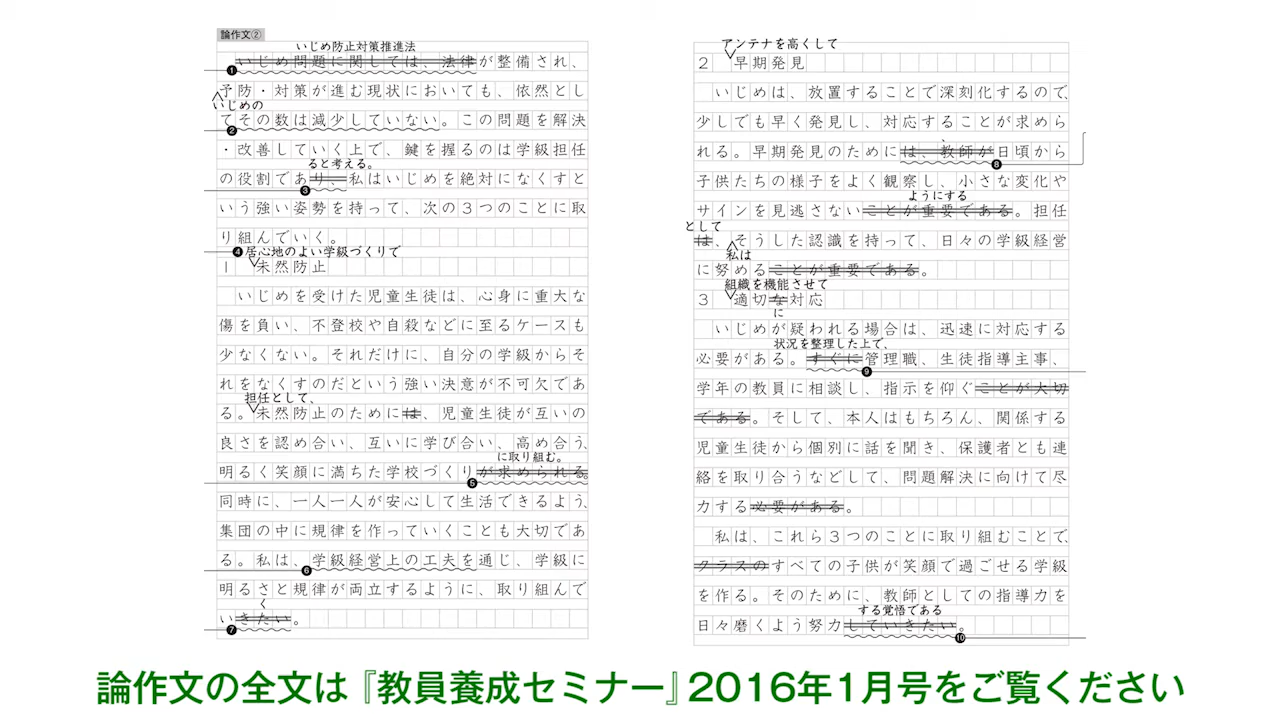 論作文②
いじめ防止対策推進法
いじめ問題に関しては、法律が整備され、
❶
予防・対策が進む現状においても、依然とし
いじめの
てその数は減少していない。この問題を解決
❷
・改善していく上で、鍵を握るのは学級担任
ると考える。
の役割であり、私はいじめを絶対になくすと
❸
いう強い姿勢を持って、次の3つのことに取
り組んでいく。
❹居心地のよい学級づくりで
1 未然防止
いじめを受けた児童生徒は、心身に重大な
傷を負い、不登校や自殺などに至るケースも
少なくない。それだけに、自分の学級からそ
れをなくすのだという強い決意が不可欠であ
担任として、
る。未然防止のためには、児童生徒が互いの
良さを認め合い、互いに学び合い、高め合う、
に取り組む。
明るく笑顔に満ちた学校づくりが求められる。
❺
同時に、一人一人が安心して生活できるよう、
集団の中に規律を作っていくことも大切であ
る。私は、学級経営上の工夫を通じ、学級に
❻
明るさと規律が両立するように、取り組んで
く
いきたい。
❼
アンテナを高くして
2 早期発見
いじめは、放置することで深刻化するので、
少しでも早く発見し、対応することが求めら
、
れる。早期発見のためには、教師が日頃から
❽
子供たちの様子をよく観察し、小さな変化や
ようにする
サインを見逃さないことが重要である。担任
として
は、そうした認識を持って、日々の学級経営
私は
に努めることが重要である。
組織を機能させて
3 適切な対応
に
いじめが疑われる場合は、迅速に対応する
状況を整理した上で、
必要がある。すぐに管理職、生徒指導主事、
❾
学年の教員に相談し、指示を仰ぐことが大切
である。そして、本人はもちろん、関係する
児童生徒から個別に話を聞き、保護者とも連
絡を取り合うなどして、問題解決に向けて尽
力する必要がある。
私は、これら3つのことに取り組むことで、
クラスのすべての子供が笑顔で過ごせる学級
を作る。そのために、教師としての指導力を
する覚悟である
日々磨くよう努力していきたい。
❿
論作文の全文は『教員養成セミナー』2016年1月号をご覧ください